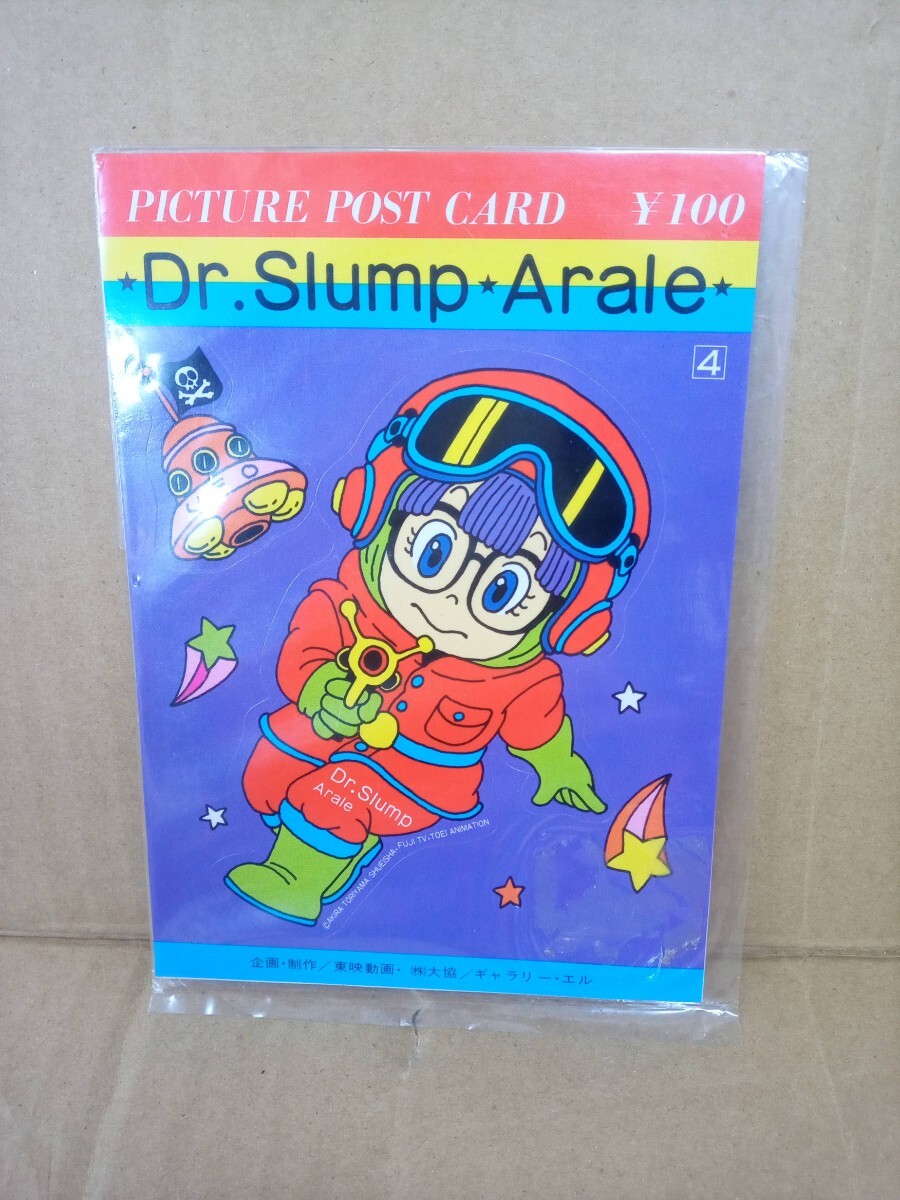 PICTURE POST CARD ¥100
★Dr.Slump★Arale★
4
Dr.Slump
Arale
©AKIRA TORIYAMA, SHUEISHA・FUJI TV・TOEI ANIMATION
企画・制作／東映動画・㈱大協／ギャラリー・エル